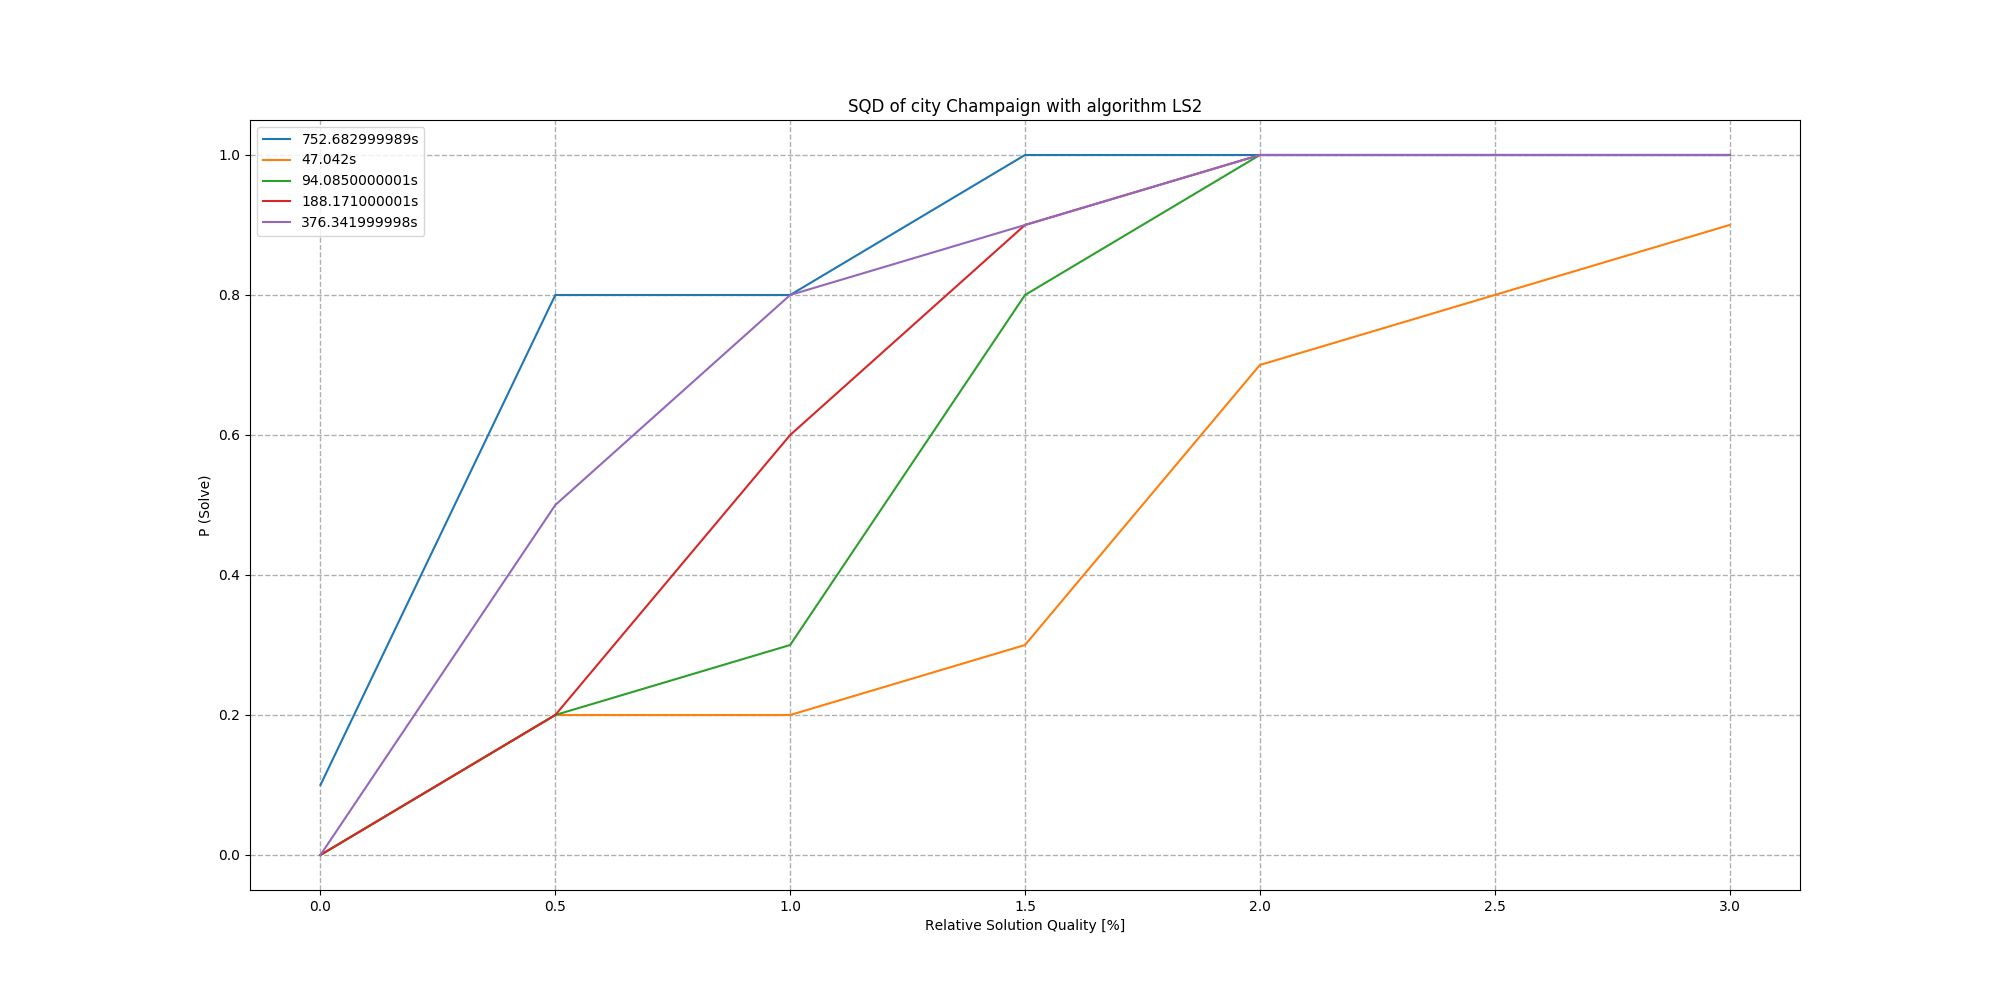 SQD of city Champaign with algorithm LS2
752.682999989s
47.042s
94.0850000001s
188.171000001s
376.341999998s
1.0
0.8
0.6
0.4
0.2
0.0
P (Solve)
0.0 0.5 1.0 1.5 2.0 2.5 3.0
Relative Solution Quality [%]